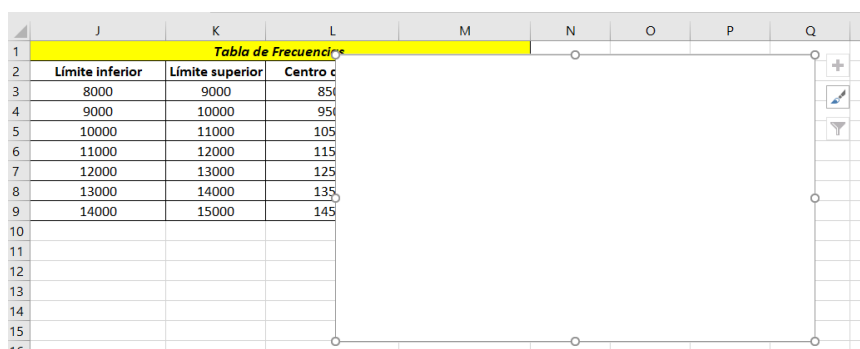 J K L M N O P Q
1 Tabla de Frecuencias
2 Límite inferior Límite superior Centro
3 8000 9000
4 9000 10000
5 10000 11000
6 11000 12000
7 12000 13000
8 13000 14000
9 14000 15000
10
11
12
13
14
15